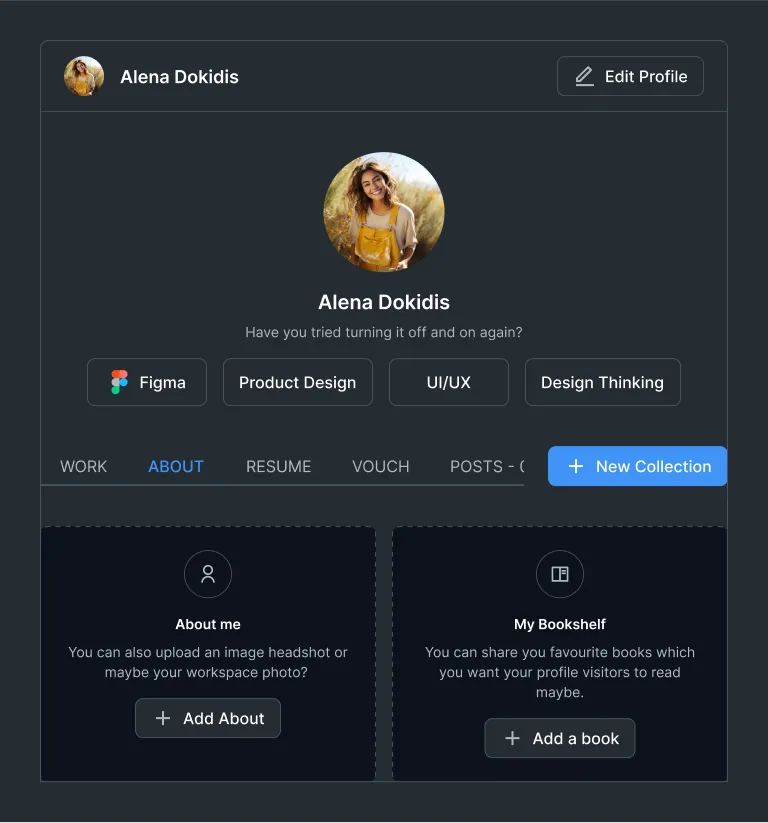 Alena Dokidis
Edit Profile
Alena Dokidis
Have you tried turning it off and on again?
Figma
Product Design
UI/UX
Design Thinking
WORK
ABOUT
RESUME
VOUCH
POSTS -
New Collection
About me
You can also upload an image headshot or
maybe your workspace photo?
Add About
My Bookshelf
You can share you favourite books which
you want your profile visitors to read
maybe.
Add a book